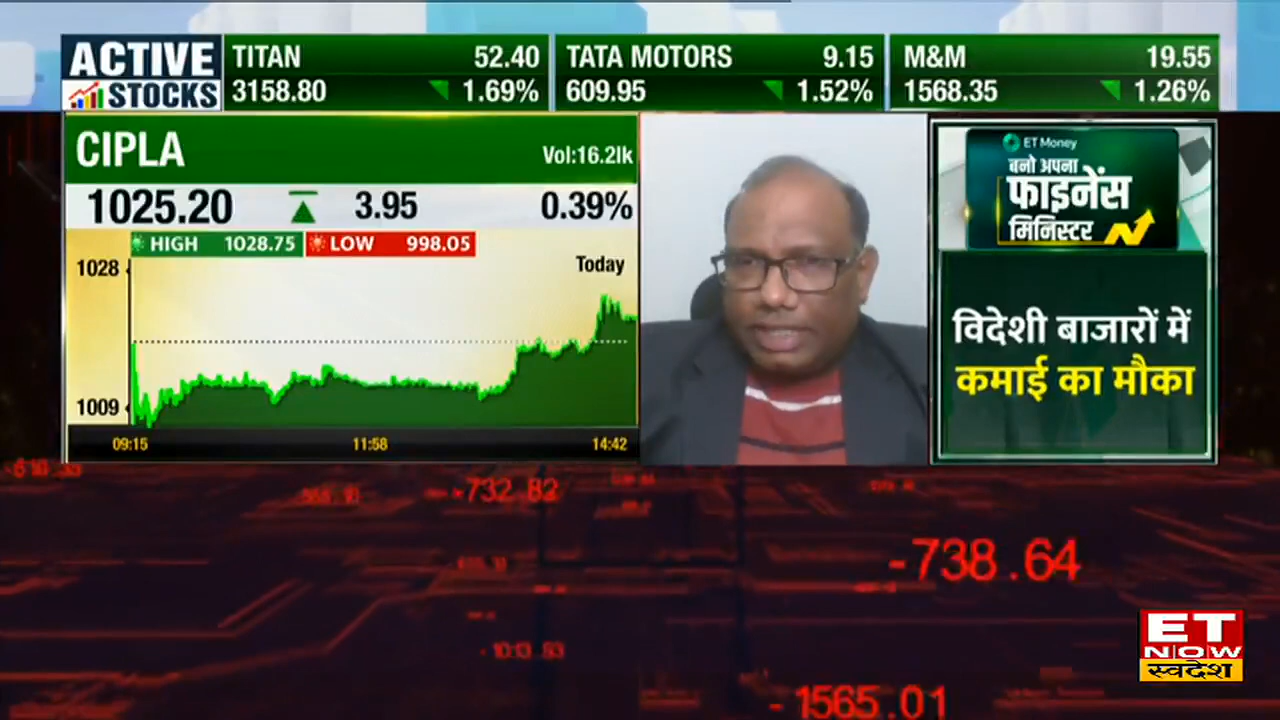 ACTIVE
STOCKS
TITAN 52.40
3158.80 1.69%
TATA MOTORS 9.15
609.95 1.52%
M&M 19.55
1568.35 1.26%
CIPLA Vol:16.2lk
1025.20 3.95 0.39%
HIGH 1028.75 LOW 998.05
Today
1028
1009
09:15 11:58 14:42
ET Money
बनो अपना
फाइनेंस
मिनिस्टर
विदेशी बाजारों में
कमाई का मौका
-732.82
-738.64
-1013.83
-1565.01
ET
NOW
स्वदेश